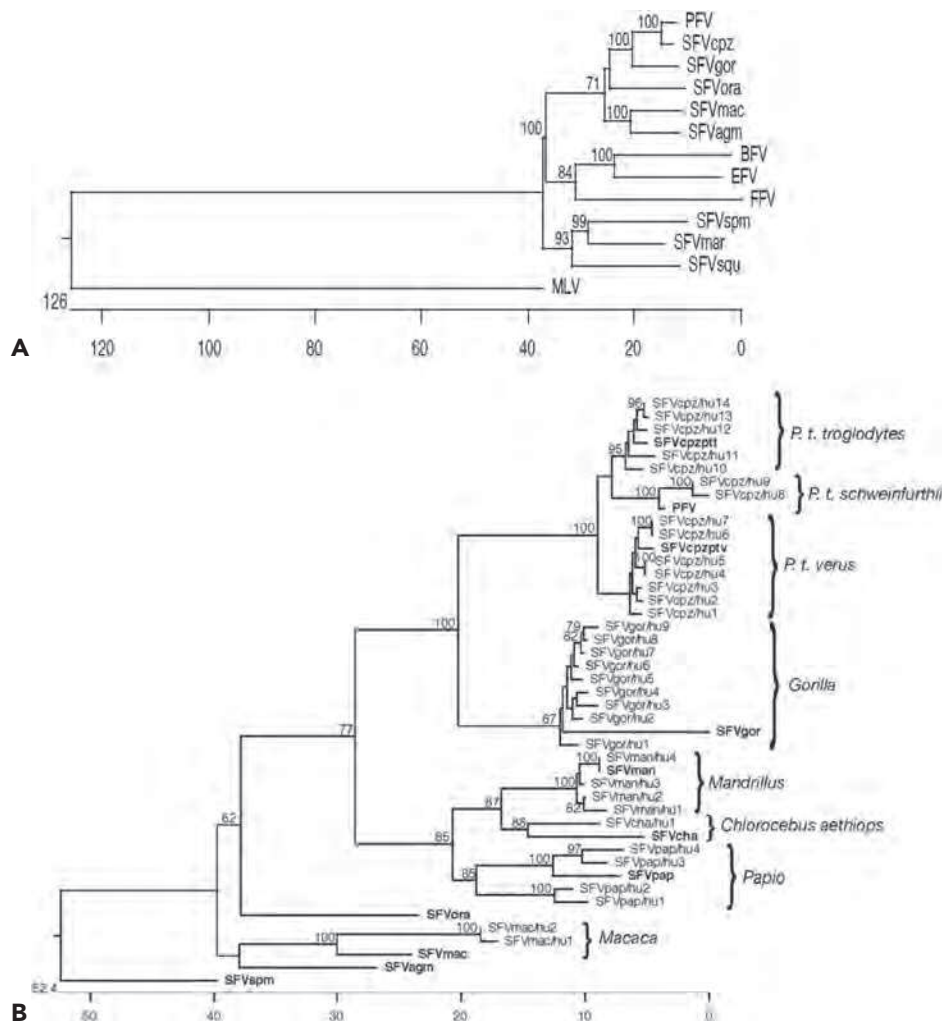 PFV
100
SFVcpz
100
SFVgor
71
SFVora
SFVmac
100
SFVagm
100
BFV
100
EFV
84
FFV
SFVspm
99
SFVmar
93
SFVsqu
MLV
126
120 100 80 60 40 20 0
A
96 SFVcpz/hu14
SFVcpz/hu13
SFVcpz/hu12
SFVcpzptt
95 SFVcpz/hu11
SFVcpz/hu10
P. t. troglodytes
100 SFVcpz/hu9
SFVcpz/hu8
100
PFV
P. t. schweinfurthii
100
100 SFVcpz/hu7
SFVcpz/hu6
SFVcpzptv
100 SFVcpz/hu5
SFVcpz/hu4
SFVcpz/hu3
SFVcpz/hu2
SFVcpz/hu1
P. t. verus
100
79 SFVgor/hu9
82 SFVgor/hu8
SFVgor/hu7
SFVgor/hu6
SFVgor/hu5
SFVgor/hu4
SFVgor/hu3
SFVgor/hu2
67
SFVgor
SFVgor/hu1
Gorilla
77
100 SFVman/hu4
SFVman
100 SFVman/hu3
SFVman/hu2
82 SFVman/hu1
Mandrillus
87
SFVcha/hu1
88
SFVcha
Chlorocebus aethiops
85
97 SFVpap/hu4
SFVpap/hu3
100
SFVpap
85
100 SFVpap/hu2
SFVpap/hu1
Papio
62
SFVora
100 SFVmac/hu2
SFVmac/hu1
100
SFVmac
Macaca
SFVagm
SFVspm
52.4
50 40 30 20 10 0
B